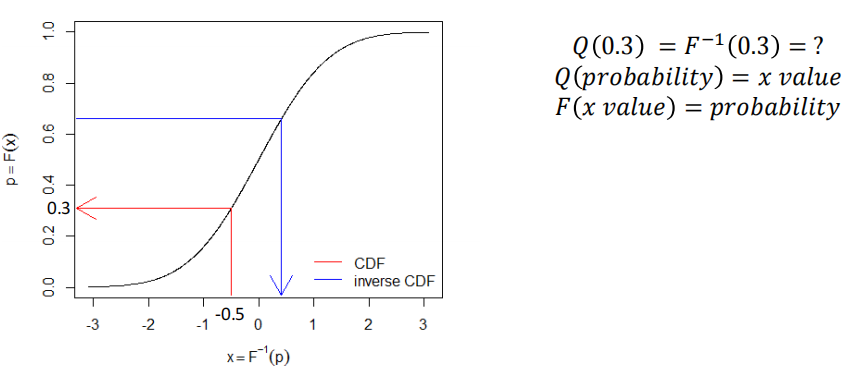 Q(0.3) = F⁻¹(0.3) = ?
Q(probability) = x value
F(x value) = probability
p = F(x)
1.0
0.8
0.6
0.4
0.3
0.2
0.0
CDF
inverse CDF
-3 -2 -1 -0.5 0 1 2 3
x = F⁻¹(p)